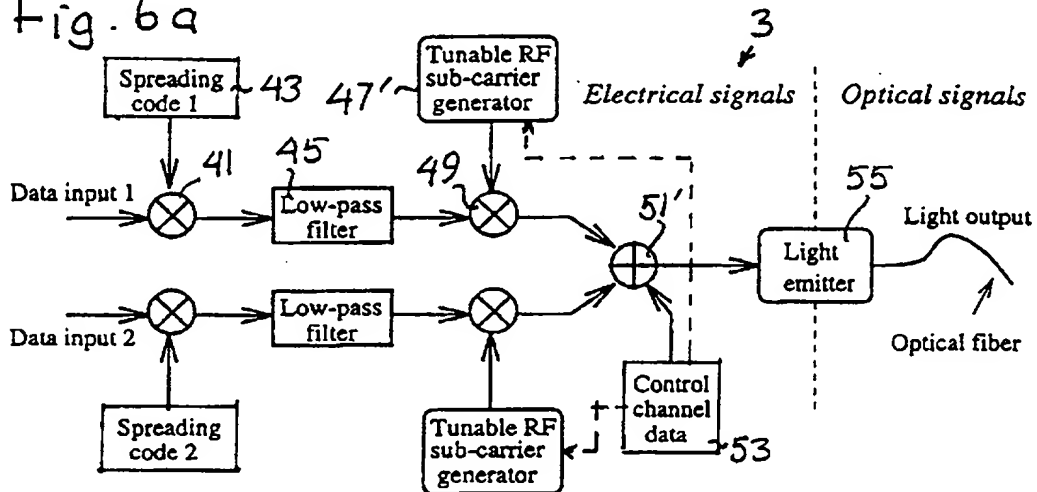 Fig. 6a
3
Spreading
code 1
43
47'
Tunable RF
sub-carrier
generator
Electrical signals
Optical signals
Data input 1
41
45
Low-pass
filter
49
51'
55
Light
emitter
Light output
Data input 2
Low-pass
filter
Optical fiber
Spreading
code 2
Tunable RF
sub-carrier
generator
Control
channel
data
53